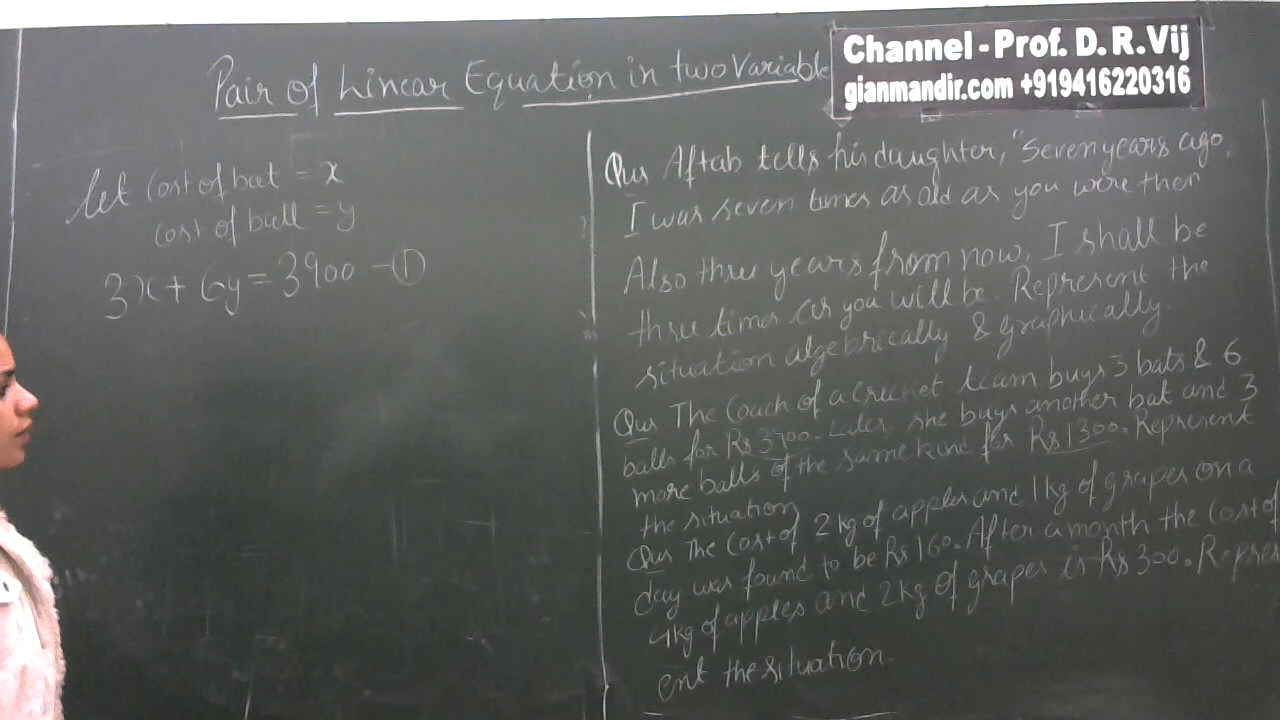 Pair of Linear Equation in two Variable
Channel - Prof. D. R. Vij
gianmandir.com +919416220316
let Cost of bat = x
cost of ball = y
3x + 6y = 3900 - ①
Qus Aftab tells his daughter, "Seven years ago,
I was seven times as old as you were then
Also three years from now, I shall be
three times as you will be. Represent the
situation algebrically & graphically.
Qus The Coach of a Cricket team buys 3 bats & 6
balls for Rs 3900. Later, she buys another bat and 3
more balls of the same kind for Rs 1300. Represent
the situation
Qus The Cost of 2 kg of apples and 1 kg of grapes on a
day was found to be Rs 160. After a month the Cost of
4kg of apples and 2kg of grapes is Rs 300. Repres
ent the situation.